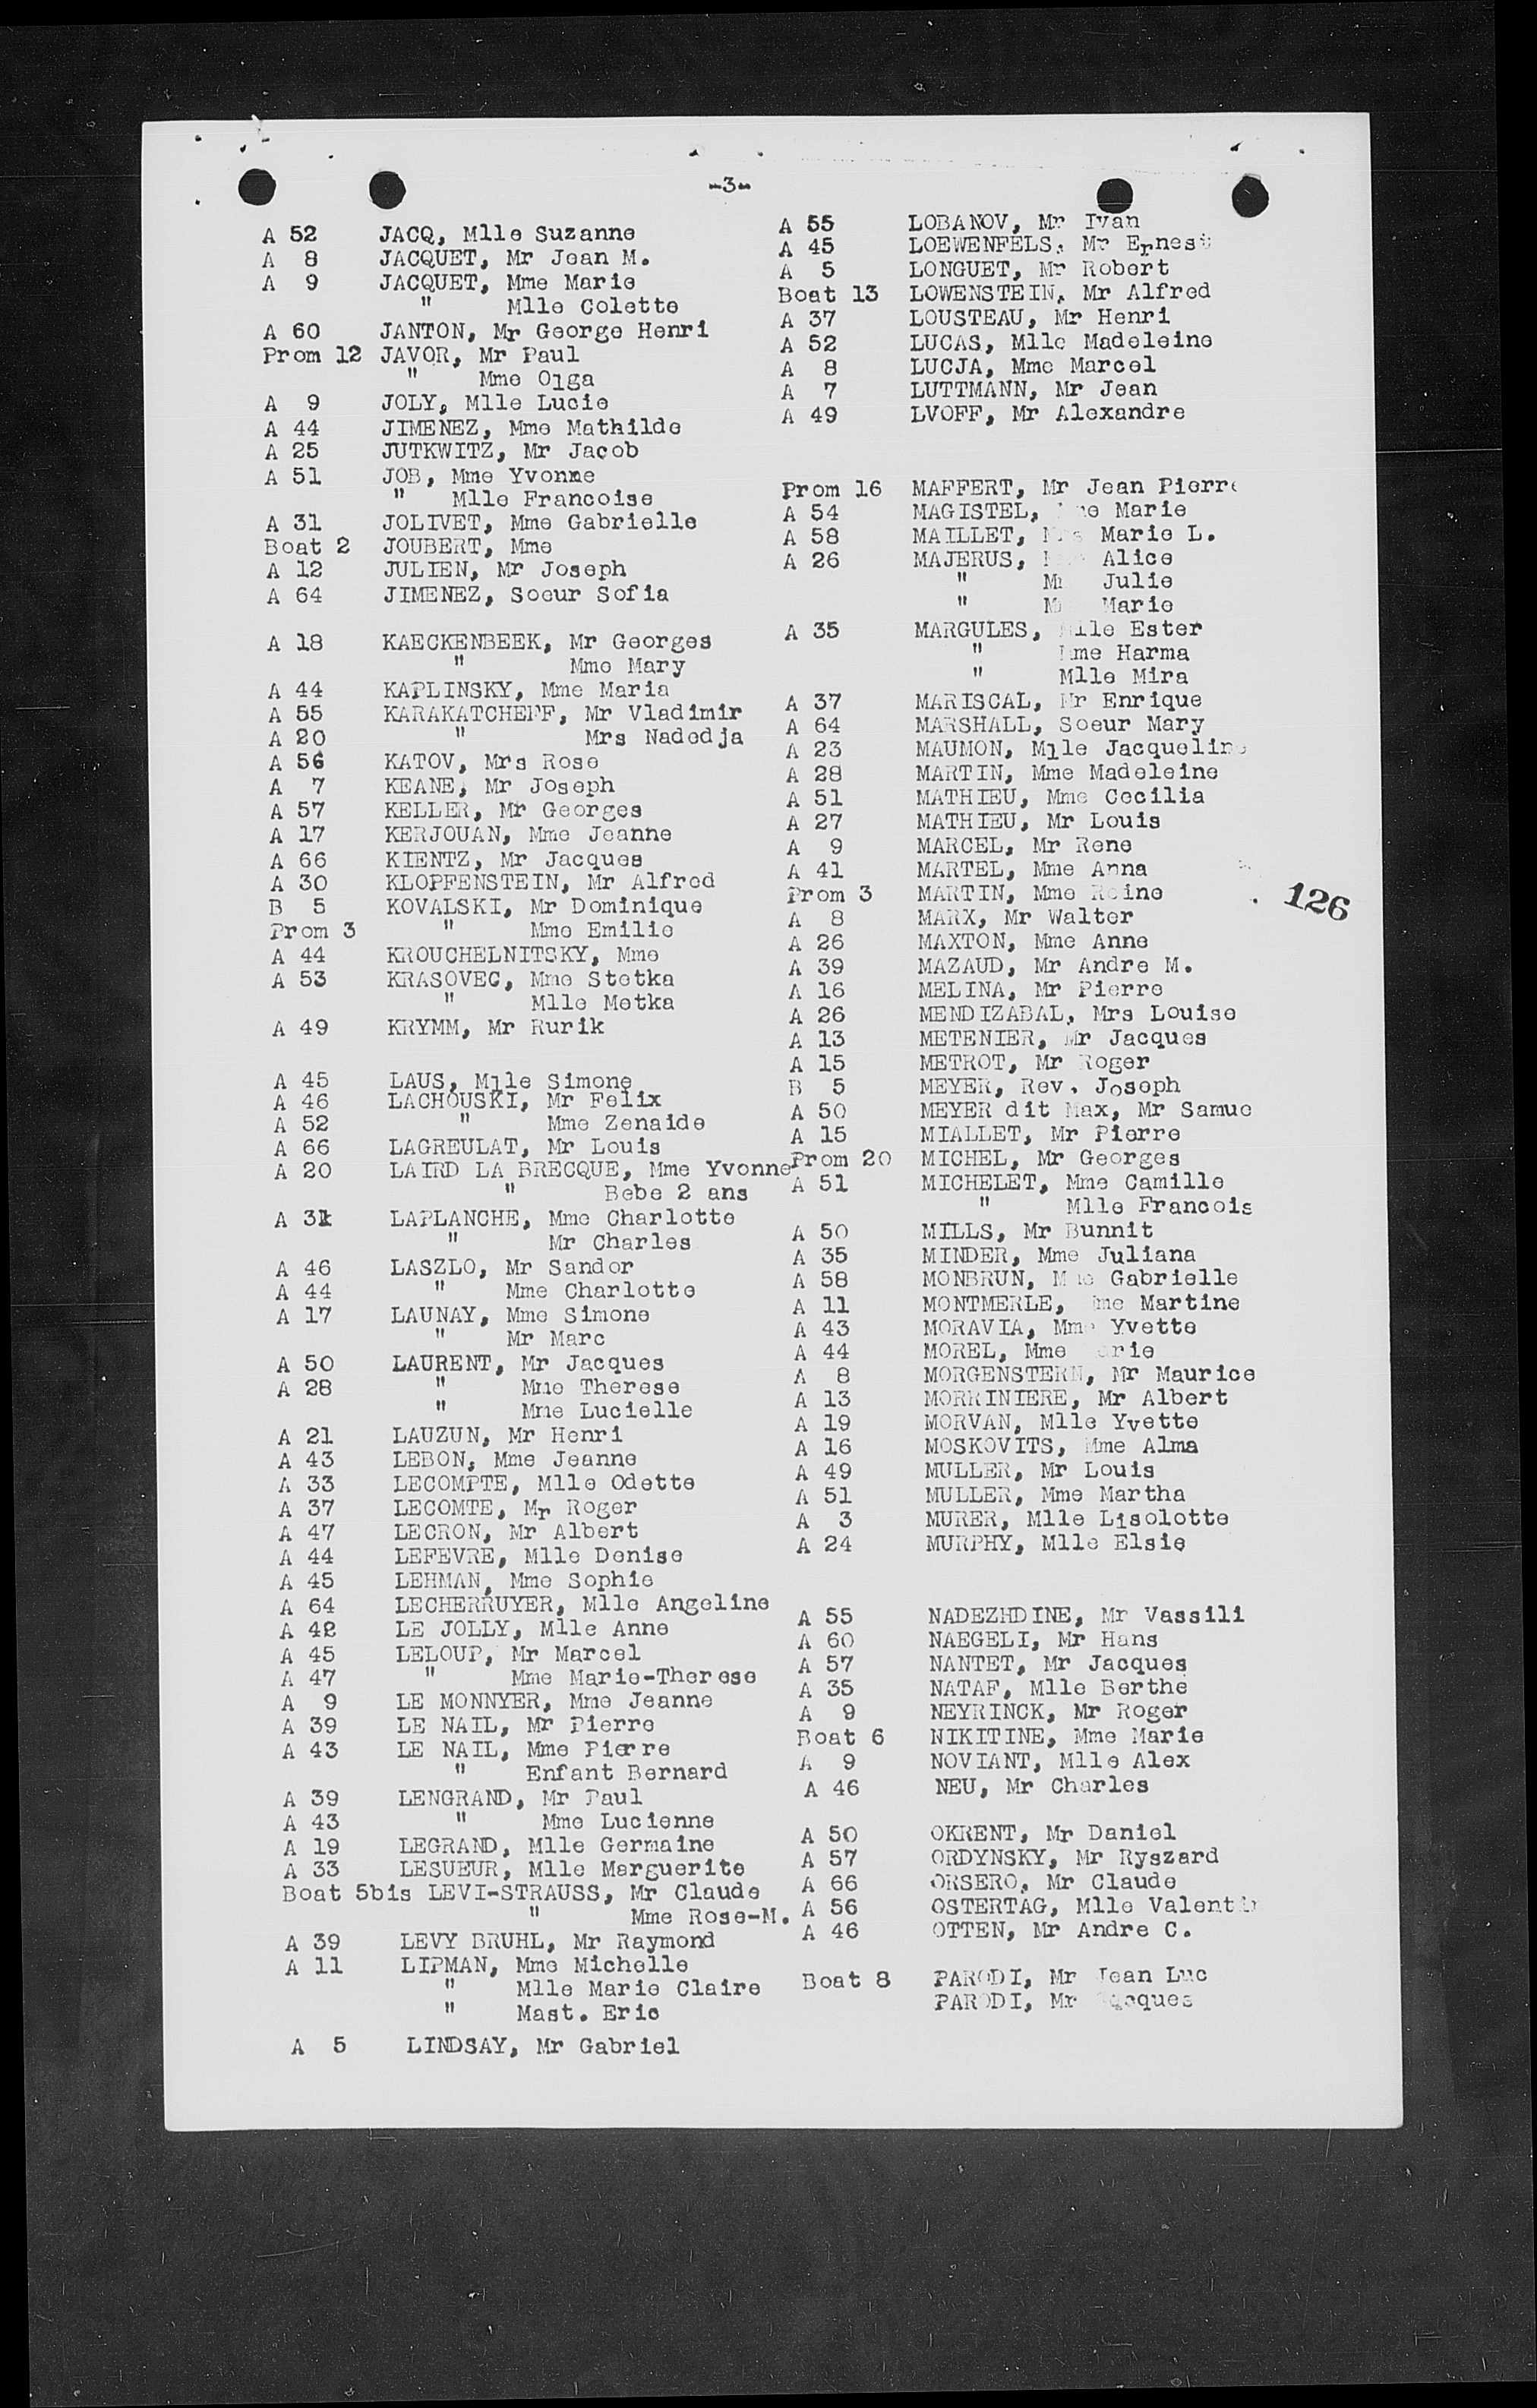 -3-
A 52 JACQ, Mlle Suzanne
A 8 JACQUET, Mr Jean M.
A 9 JACQUET, Mme Marie
" Mlle Colette
A 60 JANTON, Mr George Henri
Prom 12 JAVOR, Mr Paul
" Mme Olga
A 9 JOLY, Mlle Lucie
A 44 JIMENEZ, Mme Mathilde
A 25 JUTKWITZ, Mr Jacob
A 51 JOB, Mme Yvonne
" Mlle Francoise
A 31 JOLIVET, Mme Gabrielle
Boat 2 JOUBERT, Mme
A 12 JULIEN, Mr Joseph
A 64 JIMENEZ, Soeur Sofia
A 18 KAECKENBEEK, Mr Georges
" Mme Mary
A 44 KAPLINSKY, Mme Maria
A 55 KARAKATCHEFF, Mr Vladimir
A 20 " Mrs Nadedja
A 56 KATOV, Mrs Rose
A 7 KEANE, Mr Joseph
A 57 KELLER, Mr Georges
A 17 KERJOUAN, Mme Jeanne
A 66 KIENTZ, Mr Jacques
A 30 KLOPFENSTEIN, Mr Alfred
B 5 KOVALSKI, Mr Dominique
Prom 3 " Mme Emilie
A 44 KROUCHELNITSKY, Mme
A 53 KRASOVEC, Mme Stetka
" Mlle Metka
A 49 KRYMM, Mr Rurik
A 45 LAUS, Mlle Simone
A 46 LACHOUSKI, Mr Felix
A 52 " Mme Zenaide
A 66 LAGREULAT, Mr Louis
A 20 LAIRD LA BRECQUE, Mme Yvonne
" Bebe 2 ans
A 31 LAPLANCHE, Mme Charlotte
" Mr Charles
A 46 LASZLO, Mr Sandor
A 44 " Mme Charlotte
A 17 LAUNAY, Mme Simone
" Mr Marc
A 50 LAURENT, Mr Jacques
A 28 " Mme Therese
" Mme Lucielle
A 21 LAUZUN, Mr Henri
A 43 LEBON, Mme Jeanne
A 33 LECOMPTE, Mlle Odette
A 37 LECOMTE, Mr Roger
A 47 LECRON, Mr Albert
A 44 LEFEVRE, Mlle Denise
A 45 LEHMAN, Mme Sophie
A 64 LECHERRUYER, Mlle Angeline
A 42 LE JOLLY, Mlle Anne
A 45 LELOUP, Mr Marcel
A 47 " Mme Marie-Therese
A 9 LE MONNYER, Mme Jeanne
A 39 LE NAIL, Mr Pierre
A 43 LE NAIL, Mme Pierre
" Enfant Bernard
A 39 LENGRAND, Mr Paul
A 43 " Mme Lucienne
A 19 LEGRAND, Mlle Germaine
A 33 LESUEUR, Mlle Marguerite
Boat 5bis LEVI-STRAUSS, Mr Claude
" Mme Rose-M.
A 39 LEVY BRUHL, Mr Raymond
A 11 LIPMAN, Mme Michelle
" Mlle Marie Claire
" Mast. Eric
A 5 LINDSAY, Mr Gabriel
A 55 LOBANOV, Mr Ivan
A 45 LOEWENFELS, Mr Ernest
A 5 LONGUET, Mr Robert
Boat 13 LOWENSTEIN, Mr Alfred
A 37 LOUSTEAU, Mr Henri
A 52 LUCAS, Mlle Madeleine
A 8 LUCJA, Mme Marcel
A 7 LUTTMANN, Mr Jean
A 49 LVOFF, Mr Alexandre
Prom 16 MAFFERT, Mr Jean Pierre
A 54 MAGISTEL, Marie
A 58 MAILLET, Marie L.
A 26 MAJERUS, Alice
" Julie
" Marie
A 35 MARGULES, Mlle Ester
" Mme Harma
" Mlle Mira
A 37 MARISCAL, Mr Enrique
A 64 MARSHALL, Soeur Mary
A 23 MAUMON, Mlle Jacqueline
A 28 MARTIN, Mme Madeleine
A 51 MATHIEU, Mme Cecilia
A 27 MATHIEU, Mr Louis
A 9 MARCEL, Mr Rene
A 41 MARTEL, Mme Anna
Prom 3 MARTIN, Mme Reine
126
A 8 MARX, Mr Walter
A 26 MAXTON, Mme Anne
A 39 MAZAUD, Mr Andre M.
A 16 MELINA, Mr Pierre
A 26 MENDIZABAL, Mrs Louise
A 13 METENIER, Mr Jacques
A 15 METROT, Mr Roger
B 5 MEYER, Rev. Joseph
A 50 MEYER dit Max, Mr Samue
A 15 MIALLET, Mr Pierre
Prom 20 MICHEL, Mr Georges
A 51 MICHELET, Mme Camille
" Mlle Francois
A 50 MILLS, Mr Bunnit
A 35 MINDER, Mme Juliana
A 58 MONBRUN, Gabrielle
A 11 MONTMERLE, Mme Martine
A 43 MORAVIA, Mme Yvette
A 44 MOREL, Mme
A 8 MORGENSTERN, Mr Maurice
A 13 MORRINIERE, Mr Albert
A 19 MORVAN, Mlle Yvette
A 16 MOSKOVITS, Mme Alma
A 49 MULLER, Mr Louis
A 51 MULLER, Mme Martha
A 3 MURER, Mlle Lisolotte
A 24 MURPHY, Mlle Elsie
A 55 NADEZHDINE, Mr Vassili
A 60 NAEGELI, Mr Hans
A 57 NANTET, Mr Jacques
A 35 NATAF, Mlle Berthe
A 9 NEYRINCK, Mr Roger
Boat 6 NIKITINE, Mme Marie
A 9 NOVIANT, Mlle Alex
A 46 NEU, Mr Charles
A 50 OKRENT, Mr Daniel
A 57 ORDYNSKY, Mr Ryszard
A 66 ORSERO, Mr Claude
A 56 OSTERTAG, Mlle Valentin
A 46 OTTEN, Mr Andre C.
Boat 8 PARODI, Mr Jean Luc
PARODI, Mr Jacques